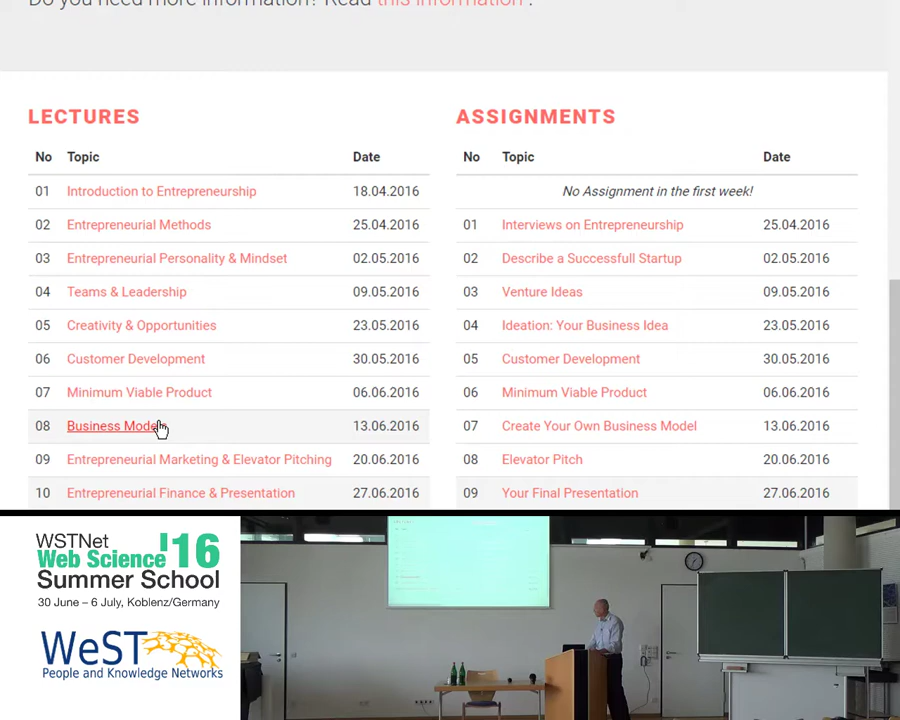 Do you need more information? Read this information .
LECTURES
No Topic Date
01 Introduction to Entrepreneurship 18.04.2016
02 Entrepreneurial Methods 25.04.2016
03 Entrepreneurial Personality & Mindset 02.05.2016
04 Teams & Leadership 09.05.2016
05 Creativity & Opportunities 23.05.2016
06 Customer Development 30.05.2016
07 Minimum Viable Product 06.06.2016
08 Business Model 13.06.2016
09 Entrepreneurial Marketing & Elevator Pitching 20.06.2016
10 Entrepreneurial Finance & Presentation 27.06.2016
ASSIGNMENTS
No Topic Date
No Assignment in the first week!
01 Interviews on Entrepreneurship 25.04.2016
02 Describe a Successfull Startup 02.05.2016
03 Venture Ideas 09.05.2016
04 Ideation: Your Business Idea 23.05.2016
05 Customer Development 30.05.2016
06 Minimum Viable Product 06.06.2016
07 Create Your Own Business Model 13.06.2016
08 Elevator Pitch 20.06.2016
09 Your Final Presentation 27.06.2016
WSTNet
Web Science '16
Summer School
30 June – 6 July, Koblenz/Germany
WeST
People and Knowledge Networks